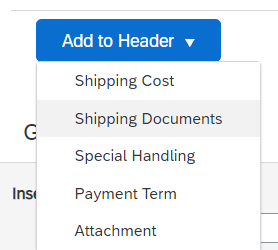 Add to Header ▼
Shipping Cost
Shipping Documents
Special Handling
Payment Term
Attachment